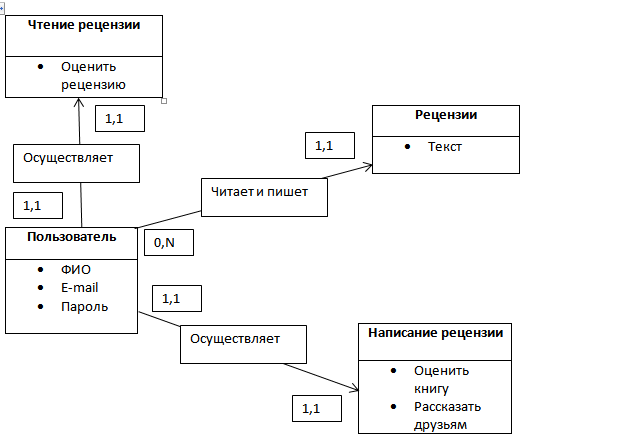 Чтение рецензии
Оценить
рецензию
1,1
Осуществляет
1,1
Рецензии
Текст
1,1
Читает и пишет
0,N
Пользователь
ФИО
E-mail
Пароль
1,1
Осуществляет
1,1
Написание рецензии
Оценить
книгу
Рассказать
друзьям